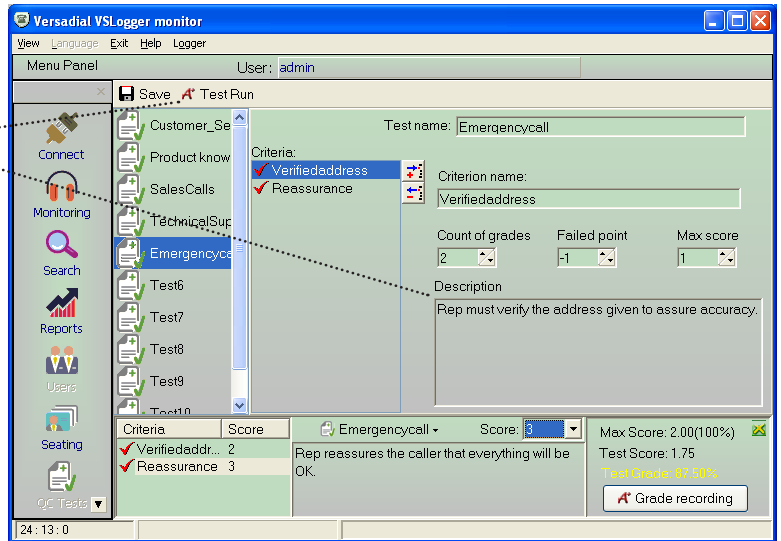 Versadial VSLogger monitor
View Language Exit Help Logger
Menu Panel User: admin
Save Test Run
Connect
Monitoring
Search
Reports
Users
Seating
QC Tests
Customer_Se
Product know
SalesCalls
TechnicalSup
Emergencyca
Test6
Test7
Test8
Test9
Test10
Test name: Emergencycall
Criteria:
Verifiedaddress
Reassurance
Criterion name:
Verifiedaddress
Count of grades Failed point Max score
2 -1 1
Description
Rep must verify the address given to assure accuracy.
Criteria Score
Verifiedaddr... 2
Reassurance 3
Emergencycall Score: 3
Rep reassures the caller that everything will be
OK.
Max Score: 2.00(100%)
Test Score: 1.75
Test Grade: 87.50%
Grade recording
24 : 13 : 0